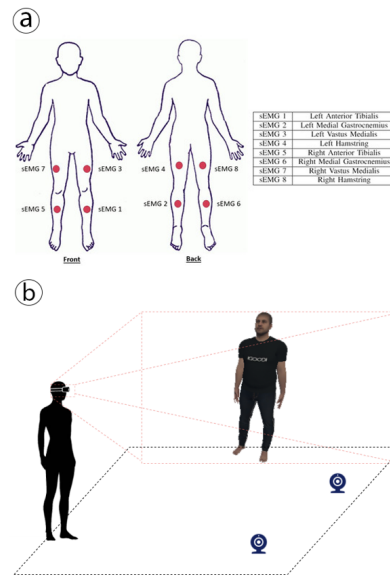 a
sEMG 7 sEMG 3
sEMG 5 sEMG 1
Front
sEMG 4 sEMG 8
sEMG 2 sEMG 6
Back
sEMG 1 Left Anterior Tibialis
sEMG 2 Left Medial Gastrocnemius
sEMG 3 Left Vastus Medialis
sEMG 4 Left Hamstring
sEMG 5 Right Anterior Tibialis
sEMG 6 Right Medial Gastrocnemius
sEMG 7 Right Vastus Medialis
sEMG 8 Right Hamstring
b